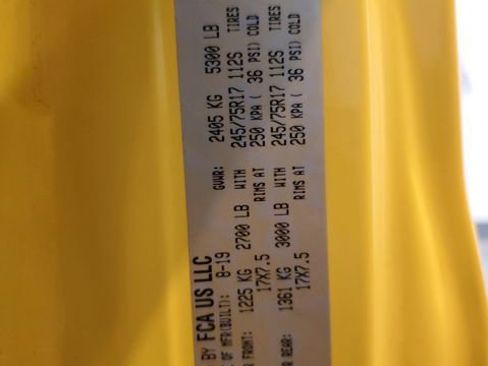 BY FCA US LLC
OF MFR(BUILT): 8-19 GVWR: 2405 KG 5300 LB
FRONT: 1225 KG 2700 LB WITH 245/75R17 112S TIRES
17X7.5 RIMS AT 250 KPA ( 36 PSI) COLD
REAR: 1361 KG 3000 LB WITH 245/75R17 112S TIRES
17X7.5 RIMS AT 250 KPA ( 36 PSI) COLD